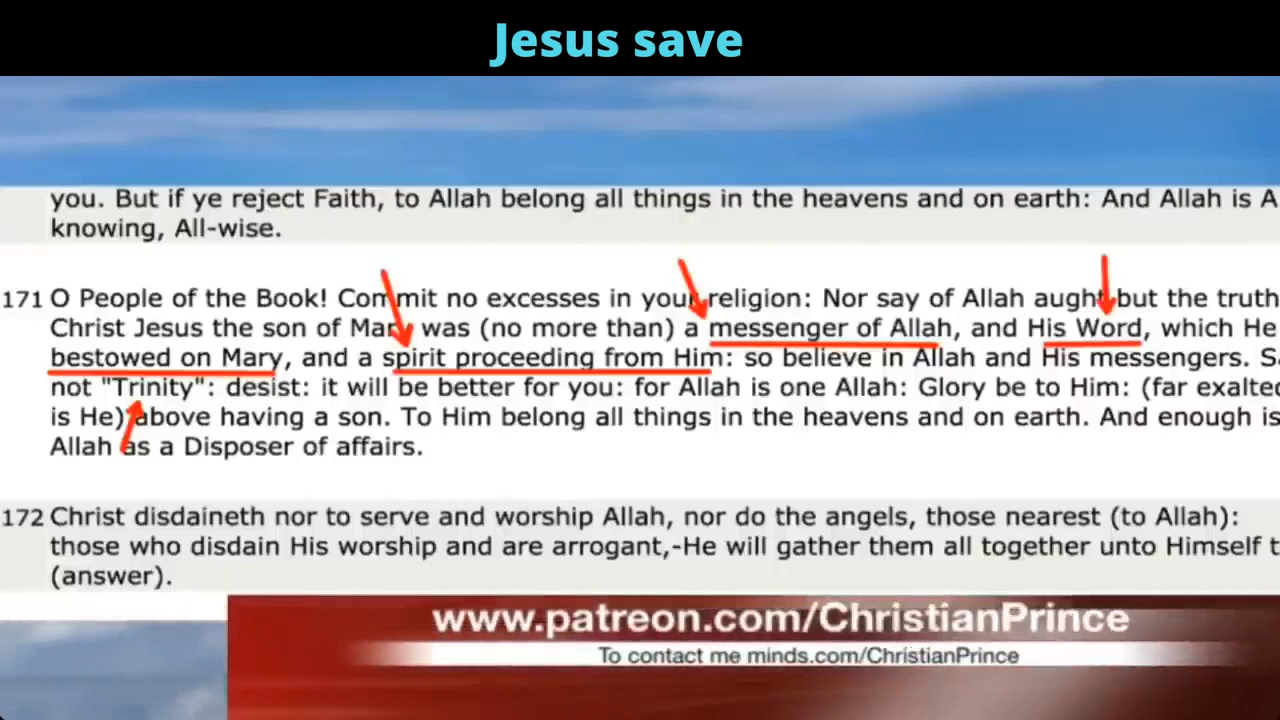 Jesus save
you. But if ye reject Faith, to Allah belong all things in the heavens and on earth: And Allah is A
knowing, All-wise.
171 O People of the Book! Commit no excesses in your religion: Nor say of Allah aught but the truth
Christ Jesus the son of Mary was (no more than) a messenger of Allah, and His Word, which He
bestowed on Mary, and a spirit proceeding from Him: so believe in Allah and His messengers. Sa
not "Trinity": desist: it will be better for you: for Allah is one Allah: Glory be to Him: (far exalted
is He) above having a son. To Him belong all things in the heavens and on earth. And enough is
Allah as a Disposer of affairs.
172 Christ disdaineth nor to serve and worship Allah, nor do the angels, those nearest (to Allah):
those who disdain His worship and are arrogant,-He will gather them all together unto Himself t
(answer).
www.patreon.com/ChristianPrince
To contact me minds.com/ChristianPrince